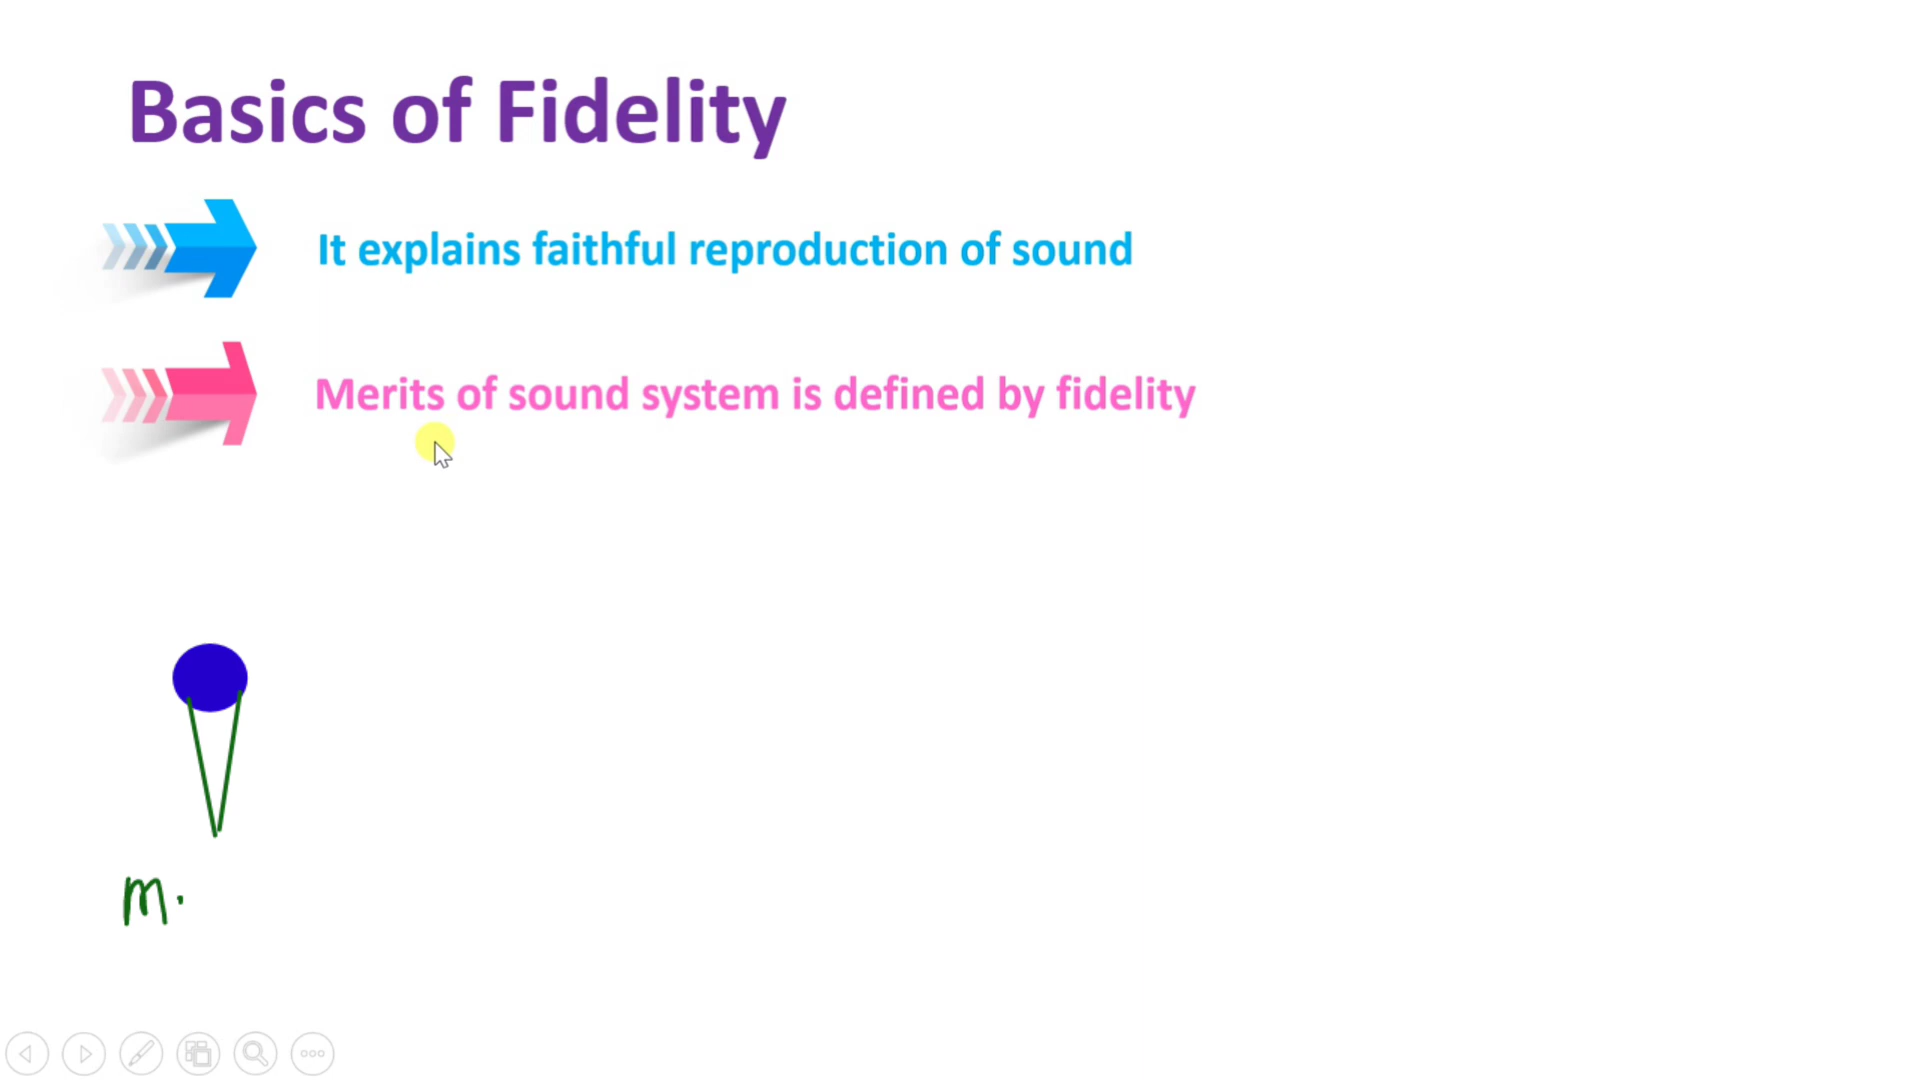 Basics of Fidelity
It explains faithful reproduction of sound
Merits of sound system is defined by fidelity
m.